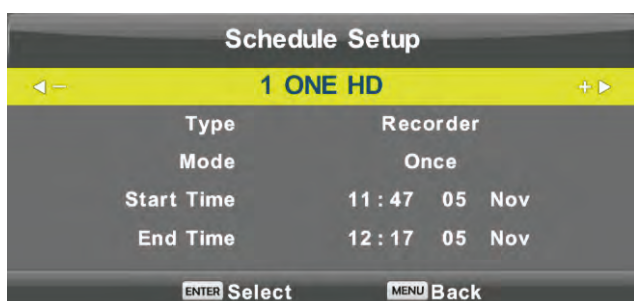 Schedule Setup
1 ONE HD
Type Recorder
Mode Once
Start Time 11:47 05 Nov
End Time 12:17 05 Nov
ENTER Select MENU Back